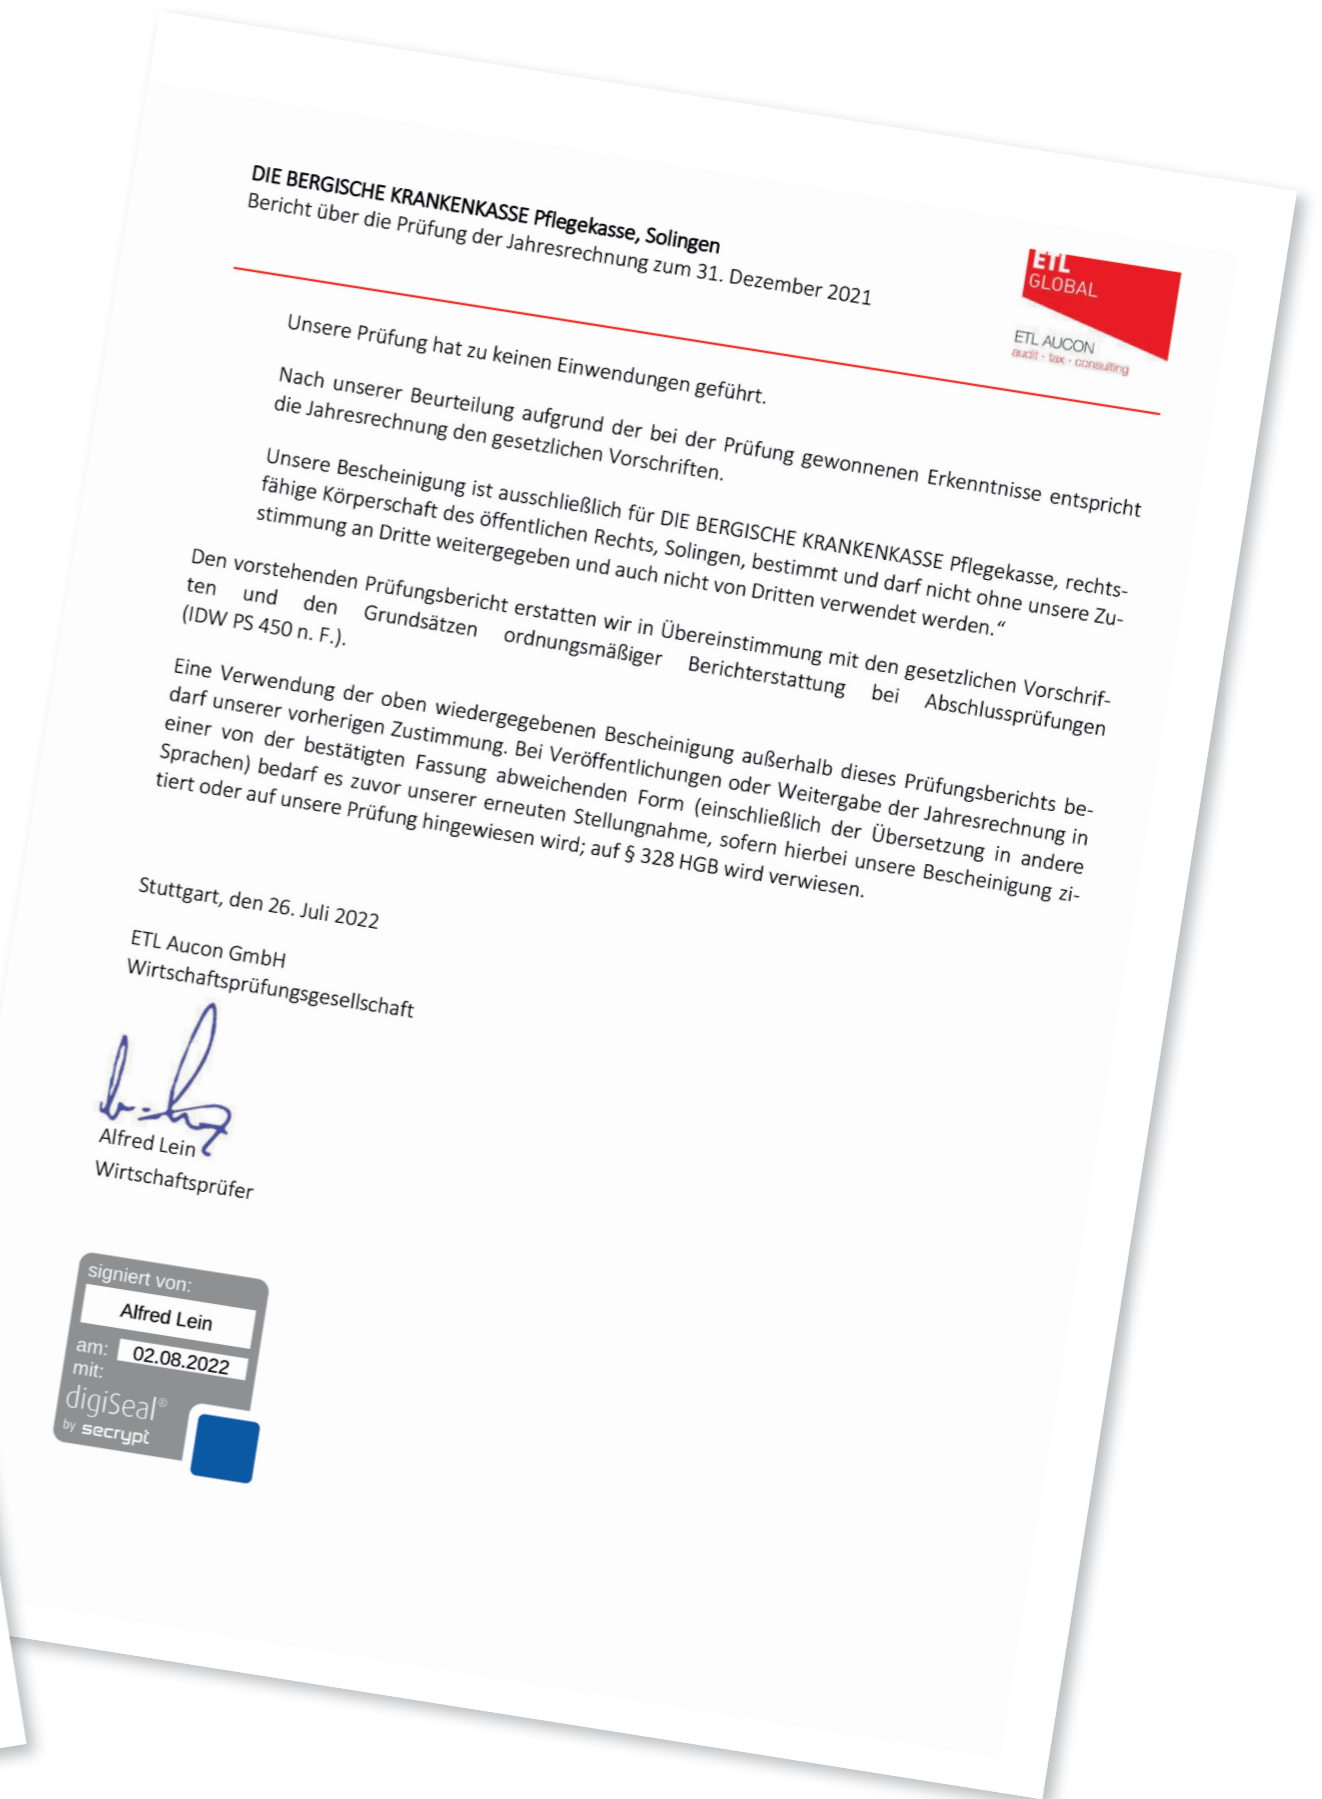 DIE BERGISCHE KRANKENKASSE Pflegekasse, Solingen
Bericht über die Prüfung der Jahresrechnung zum 31. Dezember 2021
ETL
GLOBAL
ETL AUCON
audit · tax · consulting
Unsere Prüfung hat zu keinen Einwendungen geführt.
Nach unserer Beurteilung aufgrund der bei der Prüfung gewonnenen Erkenntnisse entspricht
die Jahresrechnung den gesetzlichen Vorschriften.
Unsere Bescheinigung ist ausschließlich für DIE BERGISCHE KRANKENKASSE Pflegekasse, rechts-
fähige Körperschaft des öffentlichen Rechts, Solingen, bestimmt und darf nicht ohne unsere Zu-
stimmung an Dritte weitergegeben und auch nicht von Dritten verwendet werden.“
Den vorstehenden Prüfungsbericht erstatten wir in Übereinstimmung mit den gesetzlichen Vorschrif-
ten und den Grundsätzen ordnungsmäßiger Berichterstattung bei Abschlussprüfungen
(IDW PS 450 n. F.).
Eine Verwendung der oben wiedergegebenen Bescheinigung außerhalb dieses Prüfungsberichts be-
darf unserer vorherigen Zustimmung. Bei Veröffentlichungen oder Weitergabe der Jahresrechnung in
einer von der bestätigten Fassung abweichenden Form (einschließlich der Übersetzung in andere
Sprachen) bedarf es zuvor unserer erneuten Stellungnahme, sofern hierbei unsere Bescheinigung zi-
tiert oder auf unsere Prüfung hingewiesen wird; auf § 328 HGB wird verwiesen.
Stuttgart, den 26. Juli 2022
ETL Aucon GmbH
Wirtschaftsprüfungsgesellschaft
Alfred Lein
Wirtschaftsprüfer
signiert von:
Alfred Lein
am: 02.08.2022
mit:
digiSeal®
by secrypt